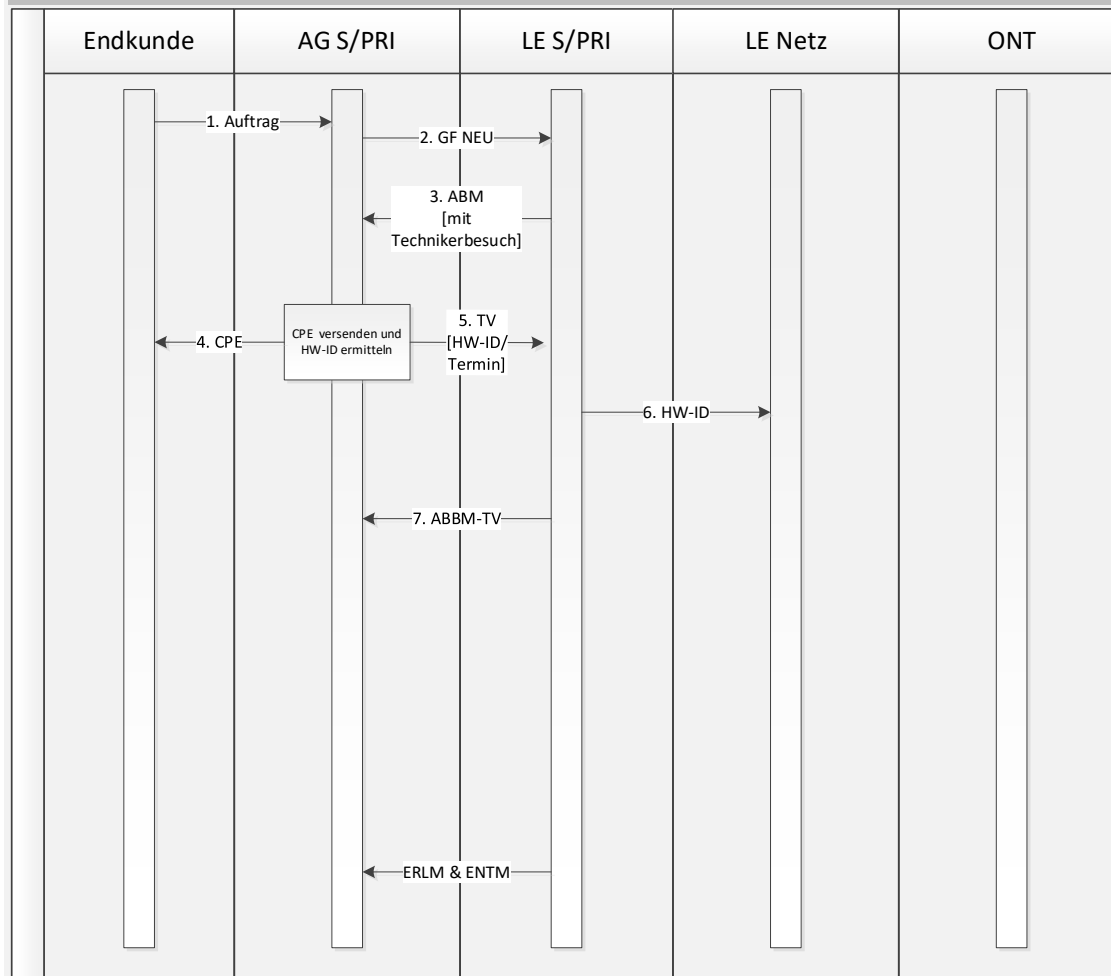 Endkunde
AG S/PRI
LE S/PRI
LE Netz
ONT
1. Auftrag
2. GF NEU
3. ABM
[mit
Technikerbesuch]
CPE versenden und
HW-ID ermitteln
4. CPE
5. TV
[HW-ID/
Termin]
6. HW-ID
7. ABBM-TV
ERLM & ENTM